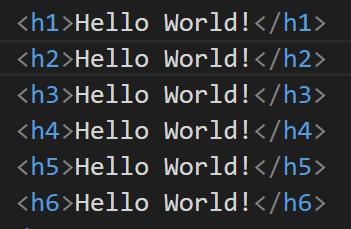 <h1>Hello World!</h1>
<h2>Hello World!</h2>
<h3>Hello World!</h3>
<h4>Hello World!</h4>
<h5>Hello World!</h5>
<h6>Hello World!</h6>